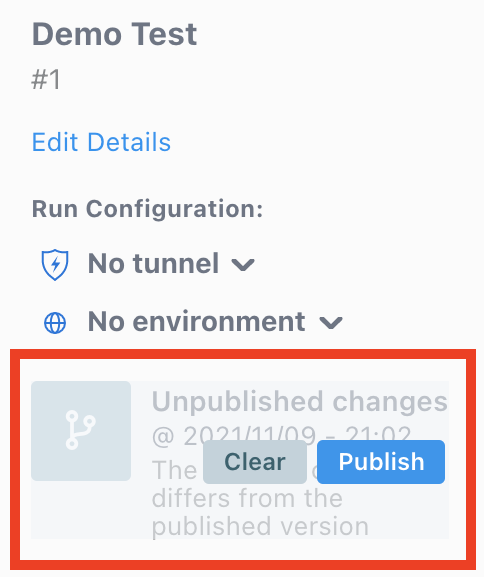 Demo Test
#1
Edit Details
Run Configuration:
No tunnel
No environment
Unpublished changes
@ 2021/11/09 - 21:02
The
Clear
Publish
differs from the
published version